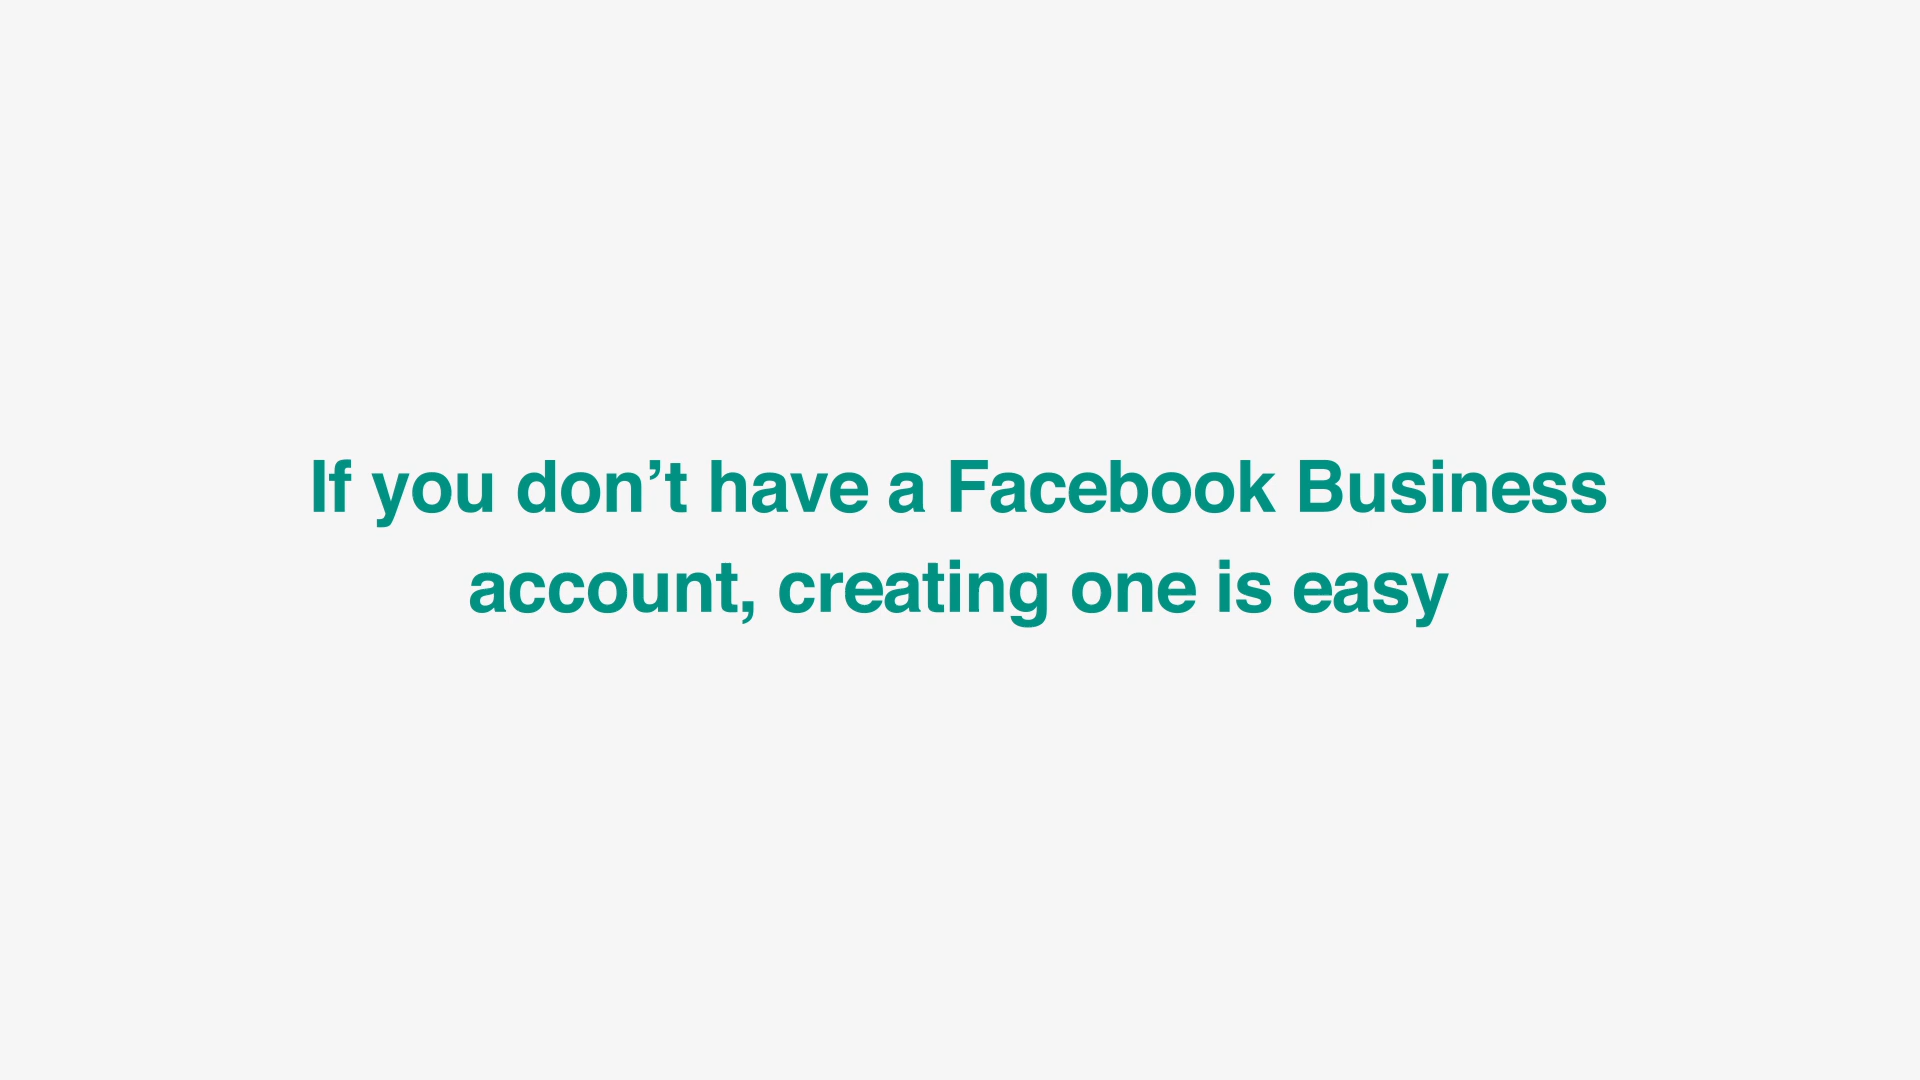 If you don’t have a Facebook Business
account, creating one is easy